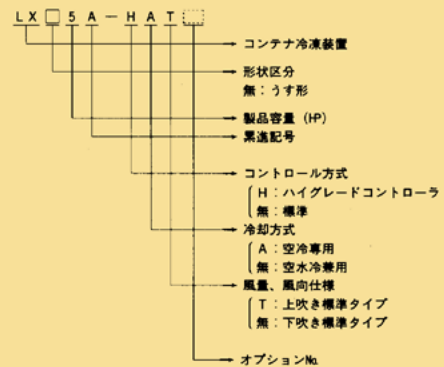 LX□5A-HAT
コンテナ冷凍装置
形状区分
無：うす形
製品容量（HP）
累進記号
コントロール方式
H：ハイグレードコントローラ
無：標準
冷却方式
A：空冷専用
無：空水冷兼用
風量、風向仕様
T：上吹き標準タイプ
無：下吹き標準タイプ
オプション№